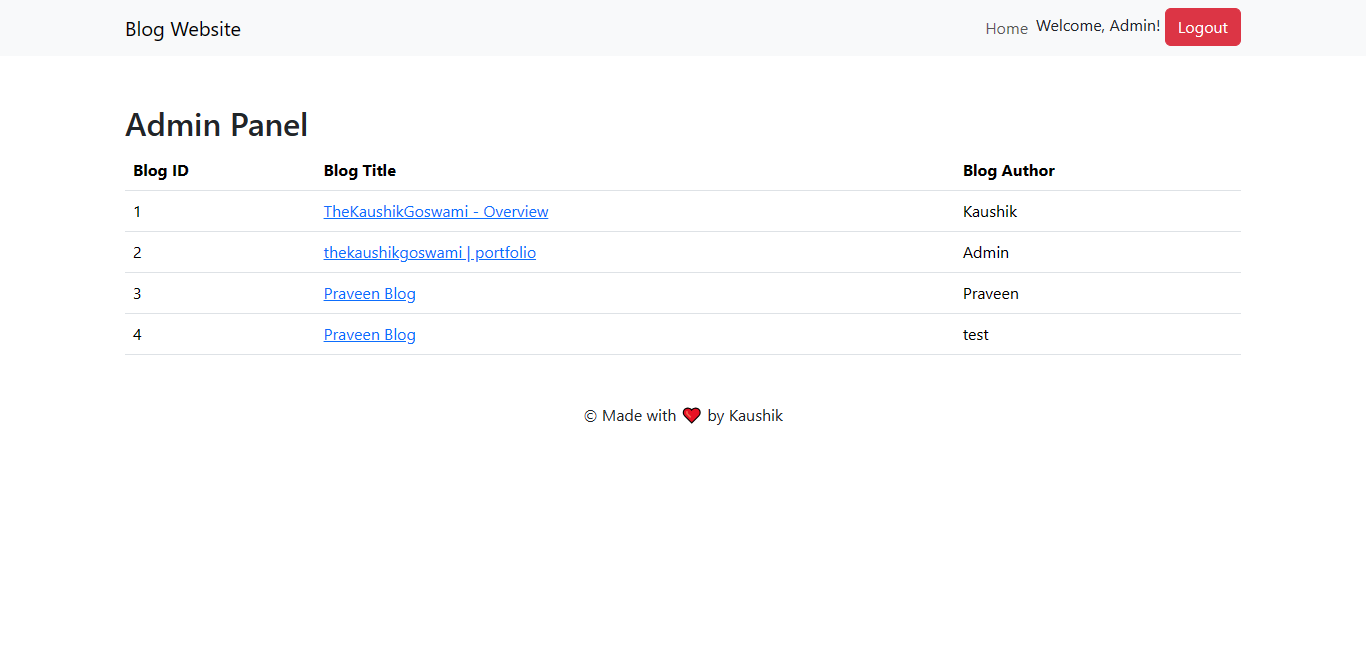 Blog Website Home Welcome, Admin! Logout
Admin Panel
Blog ID Blog Title Blog Author
1 TheKaushikGoswami - Overview Kaushik
2 thekaushikgoswami | portfolio Admin
3 Praveen Blog Praveen
4 Praveen Blog test
© Made with ❤️ by Kaushik